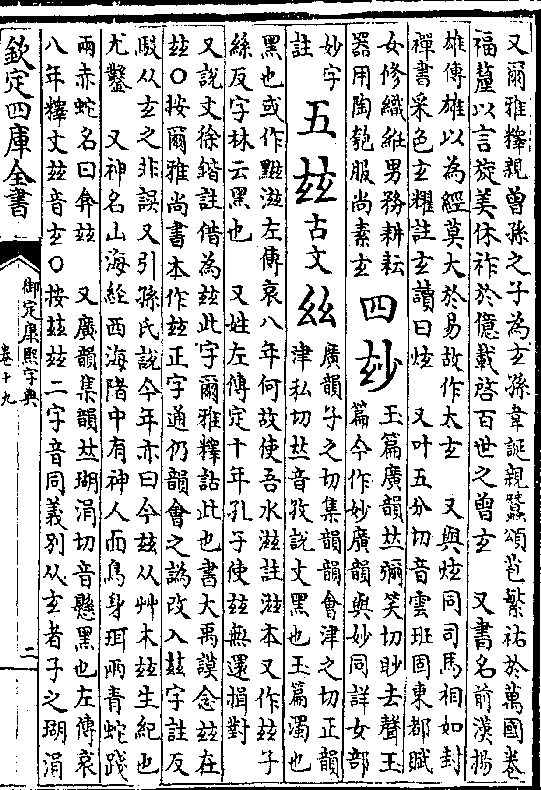 又爾雅釋親曾孫之子為玄孫韋誕親蠶頌苞繁祐於萬國卷
福釐以言旋美休祚於億載啓百世之曾玄　又書名前漢揚
雄傳雄以為經莫大於易故作太玄　又與炫同司馬相如封
禪書采色玄耀註玄讀曰炫　又叶五分切音雲班固東都賦
女修織紝男務耕耘
器用陶匏服尚素玄
四玅
玉篇廣韻𠀤彌笑切眇去聲玉
篇今作妙廣韻與妙同詳女部
妙字
註
五玆古文𢆶
廣韻子之切集韻韻會津之切正韻
津私切𠀤音孜說文黑也玉篇濁也
黑也或作黰滋左傳哀八年何故使吾水滋註滋本又作玆子
絲反字林云黑也　又姓左傳定十年孔子使玆無還揖對
又說文徐鍇註借為玆此字爾雅釋詁此也書大禹謨念玆在
玆○按爾雅尚書本作玆正字通仍韻會之譌改入玆字註反
駁从玄之非誤又引孫氏說今年亦曰今玆从艸木玆生紀也
尤鑿　又神名山海經西海陼中有神人面鳥身珥兩青蛇踐
兩赤蛇名曰弇玆　又廣韻集韻𠀤瑚涓切音懸黑也左傳哀
八年釋文玆音玄○按玆茲二字音同義别从玄者子之瑚涓
欽定四庫全書
御定康熙字典
卷十九
二